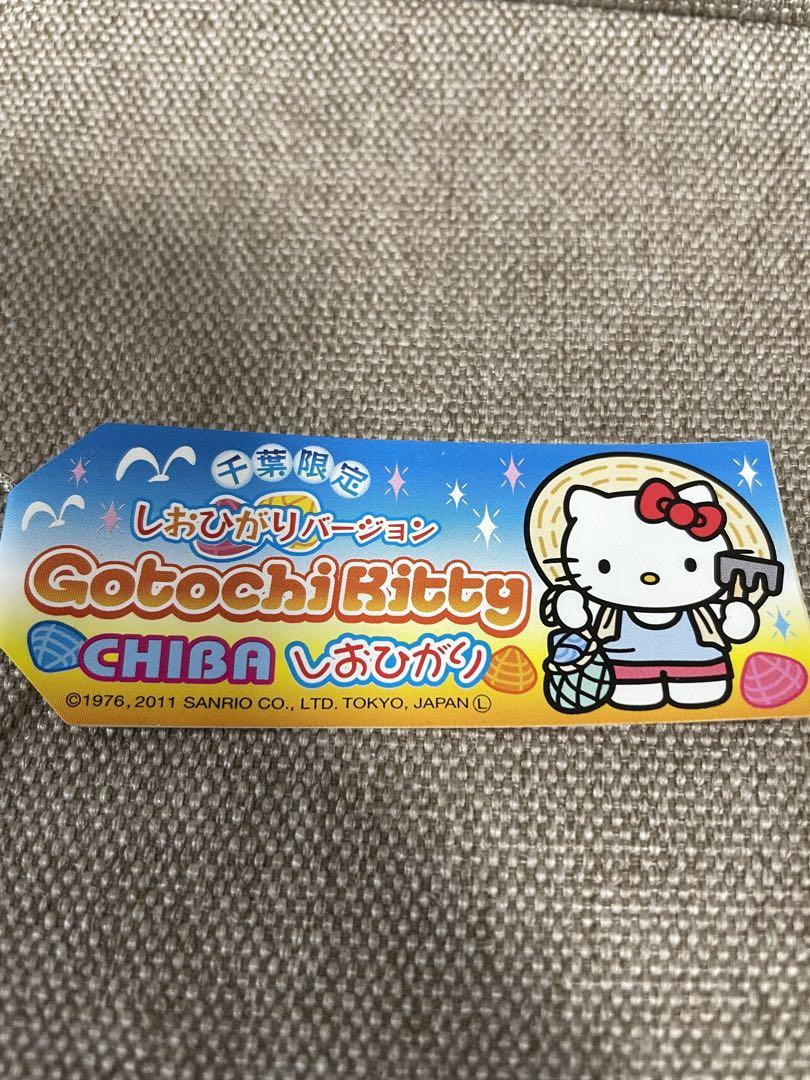 千葉限定
しおひがりバージョン
Gotochi Kitty
CHIBA しおひがり
©1976, 2011 SANRIO CO., LTD. TOKYO, JAPAN Ⓛ